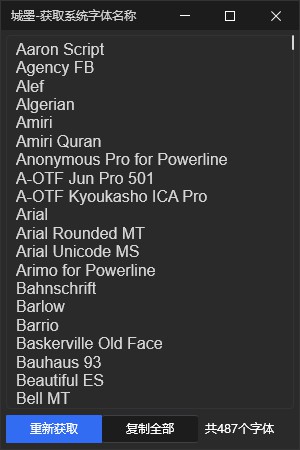 城墨-获取系统字体名称
Aaron Script
Agency FB
Alef
Algerian
Amiri
Amiri Quran
Anonymous Pro for Powerline
A-OTF Jun Pro 501
A-OTF Kyoukasho ICA Pro
Arial
Arial Rounded MT
Arial Unicode MS
Arimo for Powerline
Bahnschrift
Barlow
Barrio
Baskerville Old Face
Bauhaus 93
Beautiful ES
Bell MT
重新获取 复制全部 共487个字体